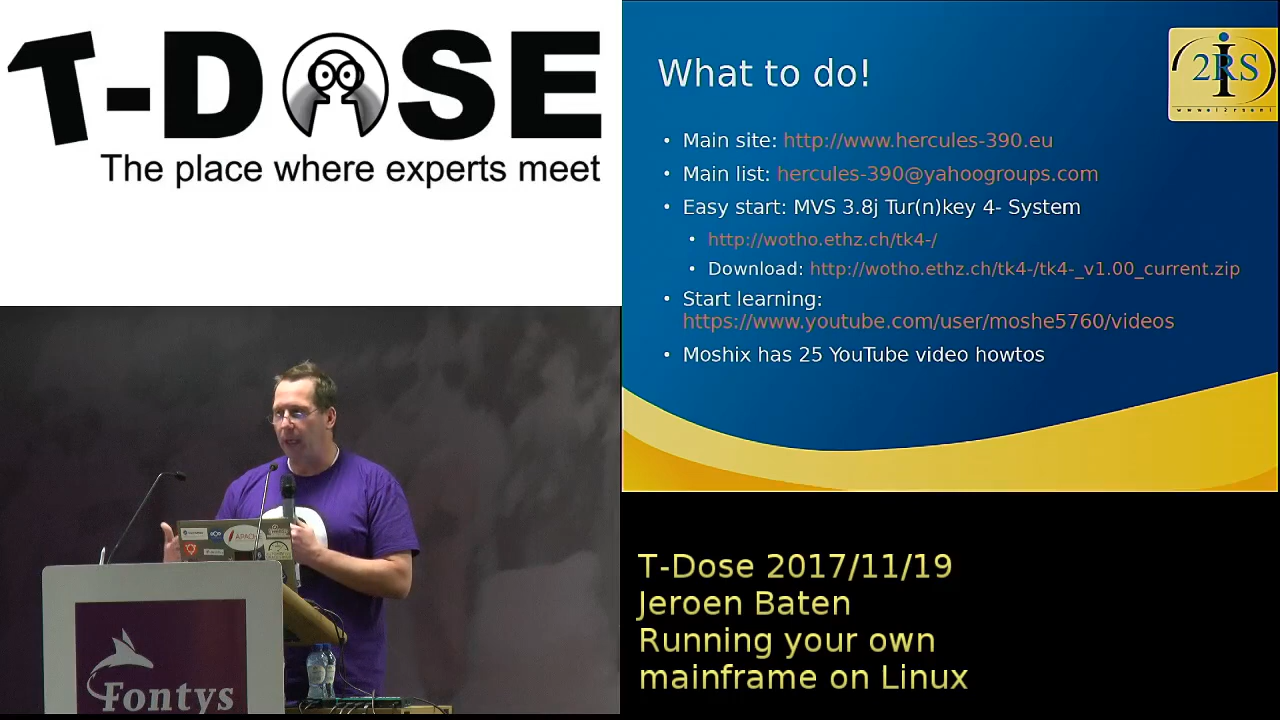 T-DOSE
The place where experts meet
What to do!
2RS
i
• Main site: http://www.hercules-390.eu
• Main list: hercules-390@yahoogroups.com
• Easy start: MVS 3.8j Tur(n)key 4- System
• http://wotho.ethz.ch/tk4-/
• Download: http://wotho.ethz.ch/tk4-/tk4-_v1.00_current.zip
• Start learning:
https://www.youtube.com/user/moshe5760/videos
• Moshix has 25 YouTube video howtos
APACHE
Fontys
T-Dose 2017/11/19
Jeroen Baten
Running your own
mainframe on Linux